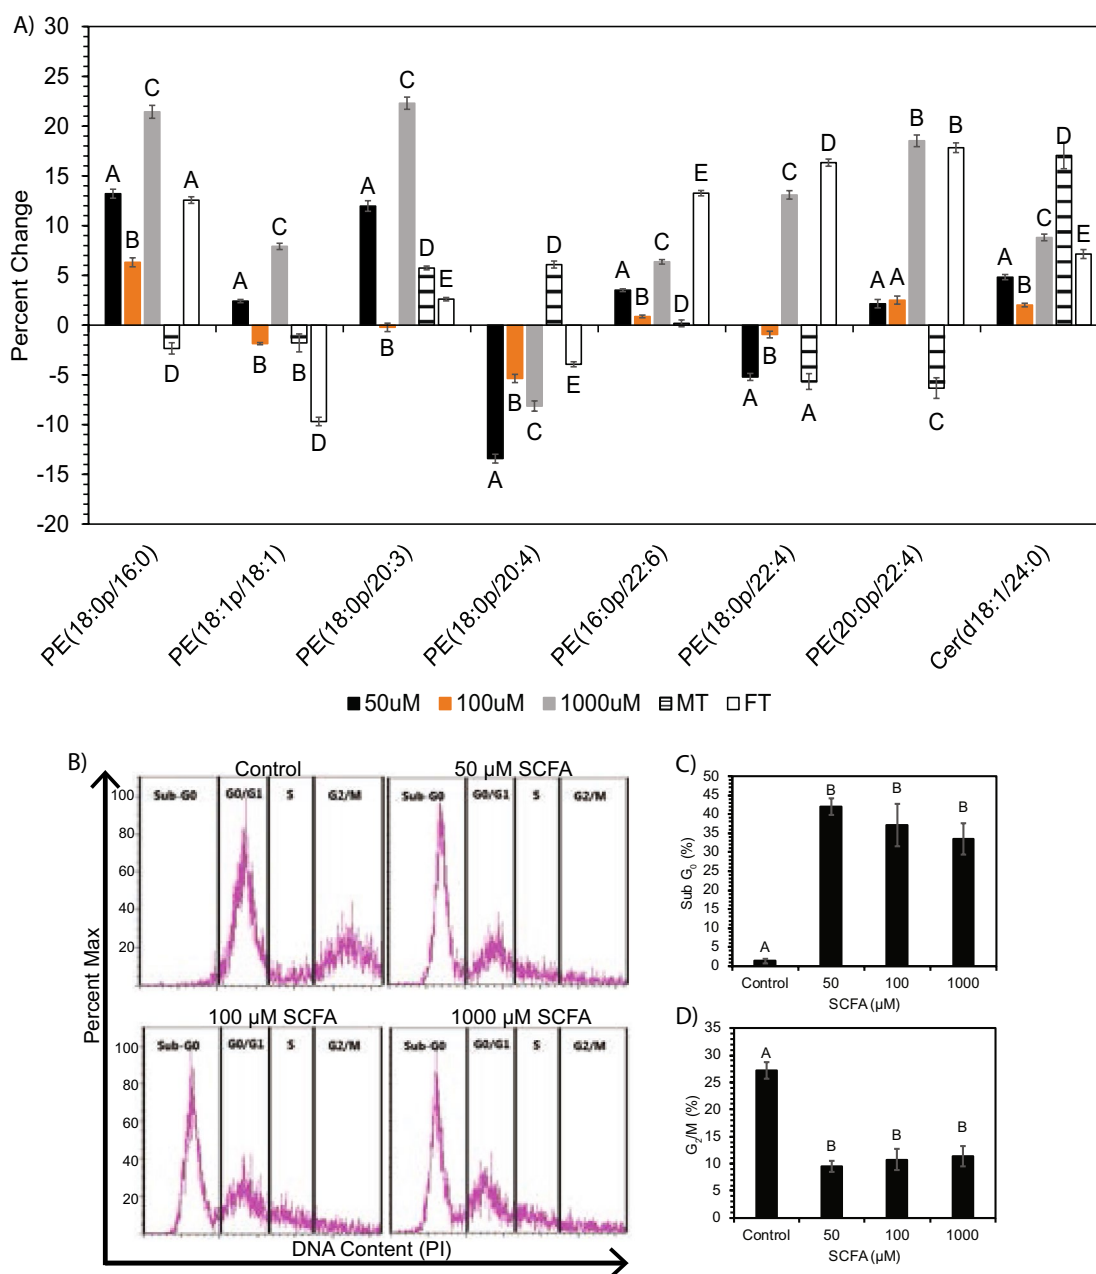 A)
30
25
20
15
10
5
0
-5
-10
-15
-20
Percent Change
A B C D A
A B C B D
A B C D E
A B C D E
A B C D E
A B C A D
A A B C B
A B C D E
PE(18:0p/16:0)
PE(18:1p/18:1)
PE(18:0p/20:3)
PE(18:0p/20:4)
PE(16:0p/22:6)
PE(18:0p/22:4)
PE(20:0p/22:4)
Cer(d18:1/24:0)
50uM 100uM 1000uM MT FT
B)
Percent Max
Control
100
80
60
40
20
Sub-G0 G0/G1 S G2/M
50 µM SCFA
Sub-G0 G0/G1 S G2/M
100 µM SCFA
100
80
60
40
20
Sub-G0 G0/G1 S G2/M
1000 µM SCFA
Sub-G0 G0/G1 S G2/M
DNA Content (PI)
C)
50
45
40
35
30
25
20
15
10
5
0
Sub G₀ (%)
A B B B
Control 50 100 1000
SCFA (µM)
D)
35
30
25
20
15
10
5
0
G₂/M (%)
A B B B
Control 50 100 1000
SCFA (µM)